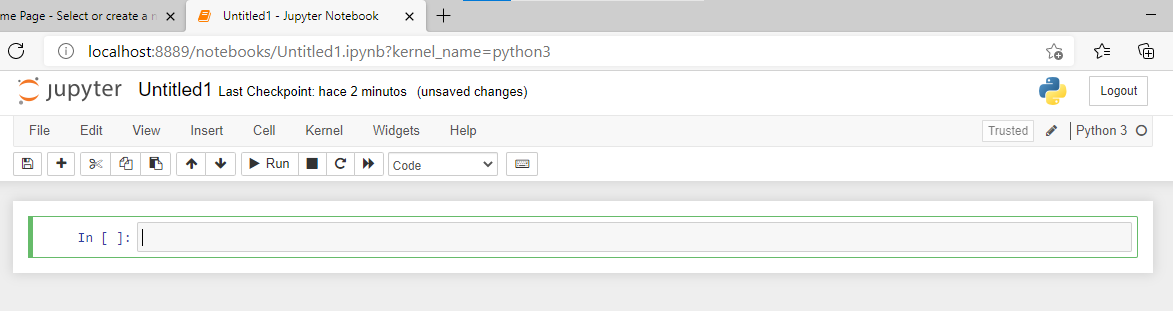 me Page - Select or create a n
Untitled1 - Jupyter Notebook
localhost:8889/notebooks/Untitled1.ipynb?kernel_name=python3
jupyter Untitled1 Last Checkpoint: hace 2 minutos (unsaved changes)
Logout
File Edit View Insert Cell Kernel Widgets Help
Trusted Python 3
Run Code
In [ ]: